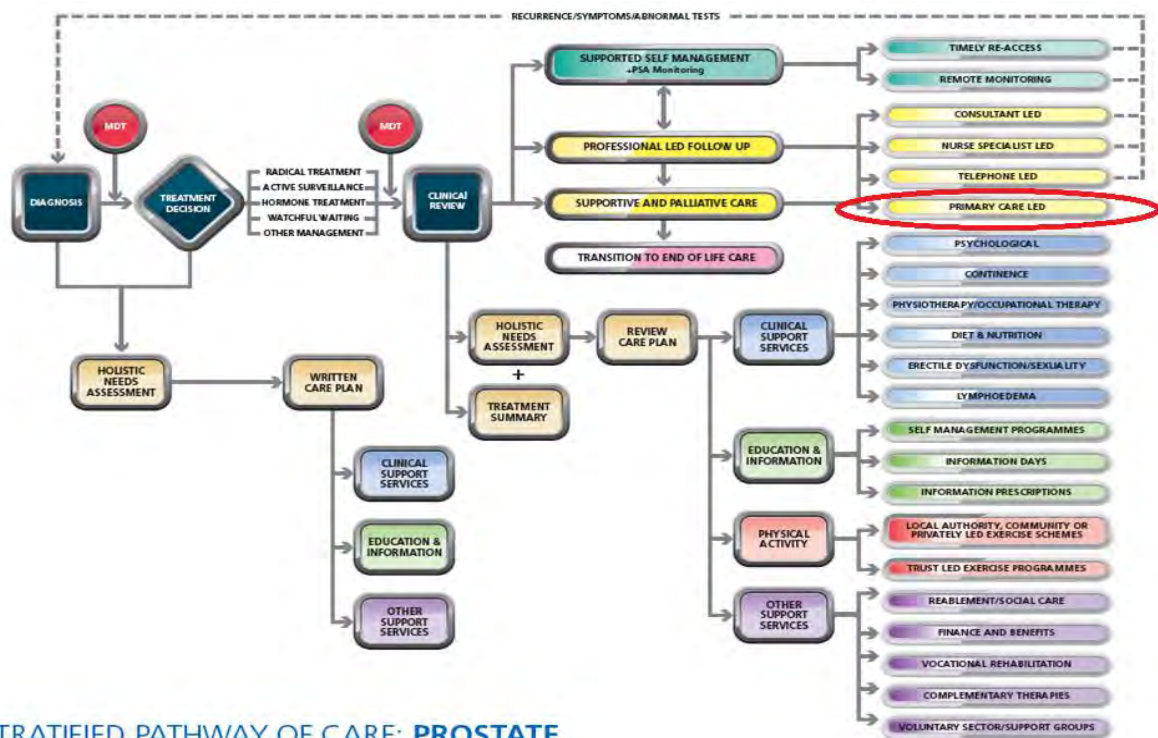 RECURRENCE/SYMPTOMS/ABNORMAL TESTS
MDT
MDT
DIAGNOSIS
TREATMENT
DECISION
RADICAL TREATMENT
ACTIVE SURVEILLANCE
HORMONE TREATMENT
WATCHFUL WAITING
OTHER MANAGEMENT
CLINICAL
REVIEW
SUPPORTED SELF MANAGEMENT
+PSA Monitoring
PROFESSIONAL LED FOLLOW UP
SUPPORTIVE AND PALLIATIVE CARE
TRANSITION TO END OF LIFE CARE
TIMELY RE-ACCESS
REMOTE MONITORING
CONSULTANT LED
NURSE SPECIALIST LED
TELEPHONE LED
PRIMARY CARE LED
HOLISTIC
NEEDS
ASSESSMENT
WRITTEN
CARE PLAN
CLINICAL
SUPPORT
SERVICES
EDUCATION &
INFORMATION
OTHER
SUPPORT
SERVICES
HOLISTIC
NEEDS
ASSESSMENT
+
TREATMENT
SUMMARY
REVIEW
CARE PLAN
CLINICAL
SUPPORT
SERVICES
PSYCHOLOGICAL
CONTINENCE
PHYSIOTHERAPY/OCCUPATIONAL THERAPY
DIET & NUTRITION
ERECTILE DYSFUNCTION/SEXUALITY
LYMPHOEDEMA
EDUCATION &
INFORMATION
SELF MANAGEMENT PROGRAMMES
INFORMATION DAYS
INFORMATION PRESCRIPTIONS
PHYSICAL
ACTIVITY
LOCAL AUTHORITY, COMMUNITY OR
PRIVATELY LED EXERCISE SCHEMES
TRUST LED EXERCISE PROGRAMMES
OTHER
SUPPORT
SERVICES
REABLEMENT/SOCIAL CARE
FINANCE AND BENEFITS
VOCATIONAL REHABILITATION
COMPLEMENTARY THERAPIES
VOLUNTARY SECTOR/SUPPORT GROUPS
TRATIFIED PATHWAY OF CARE: PROSTATE